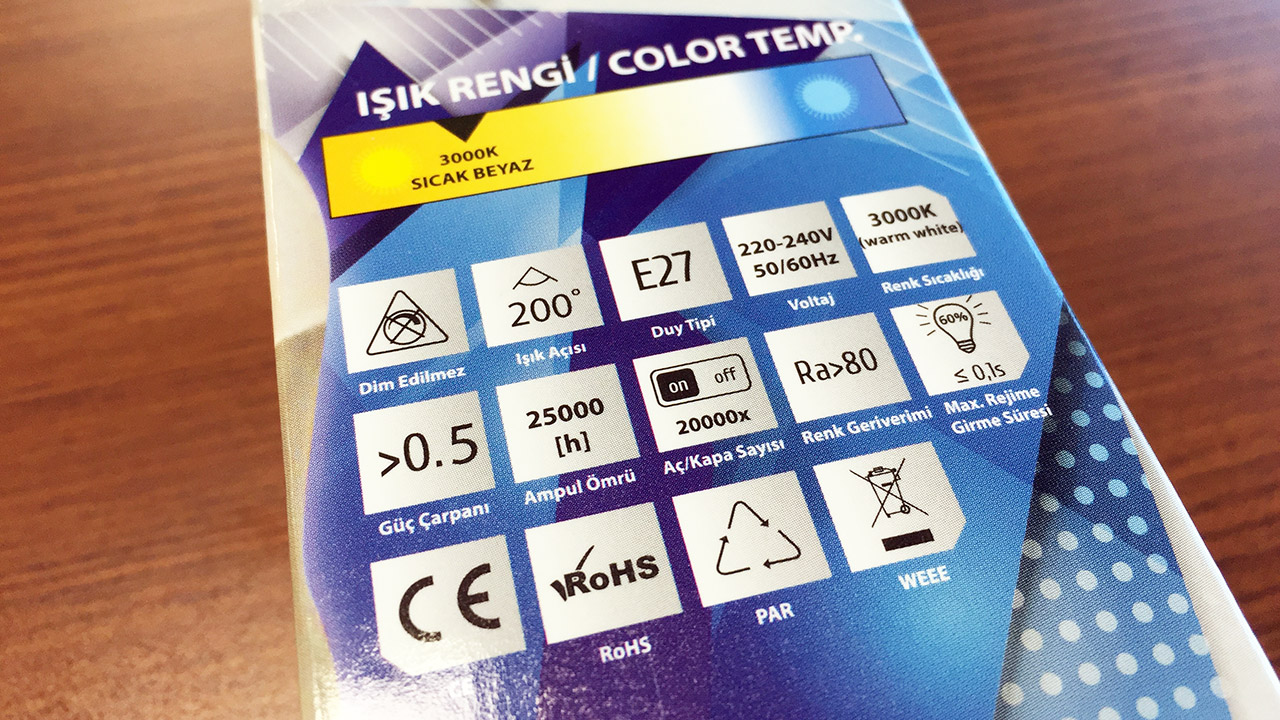 IŞIK RENGİ / COLOR TEMP.
3000K
SICAK BEYAZ
200°
E27
220-240V
50/60Hz
3000K
(warm white)
Dim Edilmez
Işık Açısı
Duy Tipi
Voltaj
Renk Sıcaklığı
>0.5
25000
[h]
on off
20000x
Ra>80
60%
≤ 0,1s
Güç Çarpanı
Ampul Ömrü
Aç/Kapa Sayısı
Renk Geriverimi
Max. Rejime
Girme Süresi
CE
RoHS
RoHS
PAR
WEEE